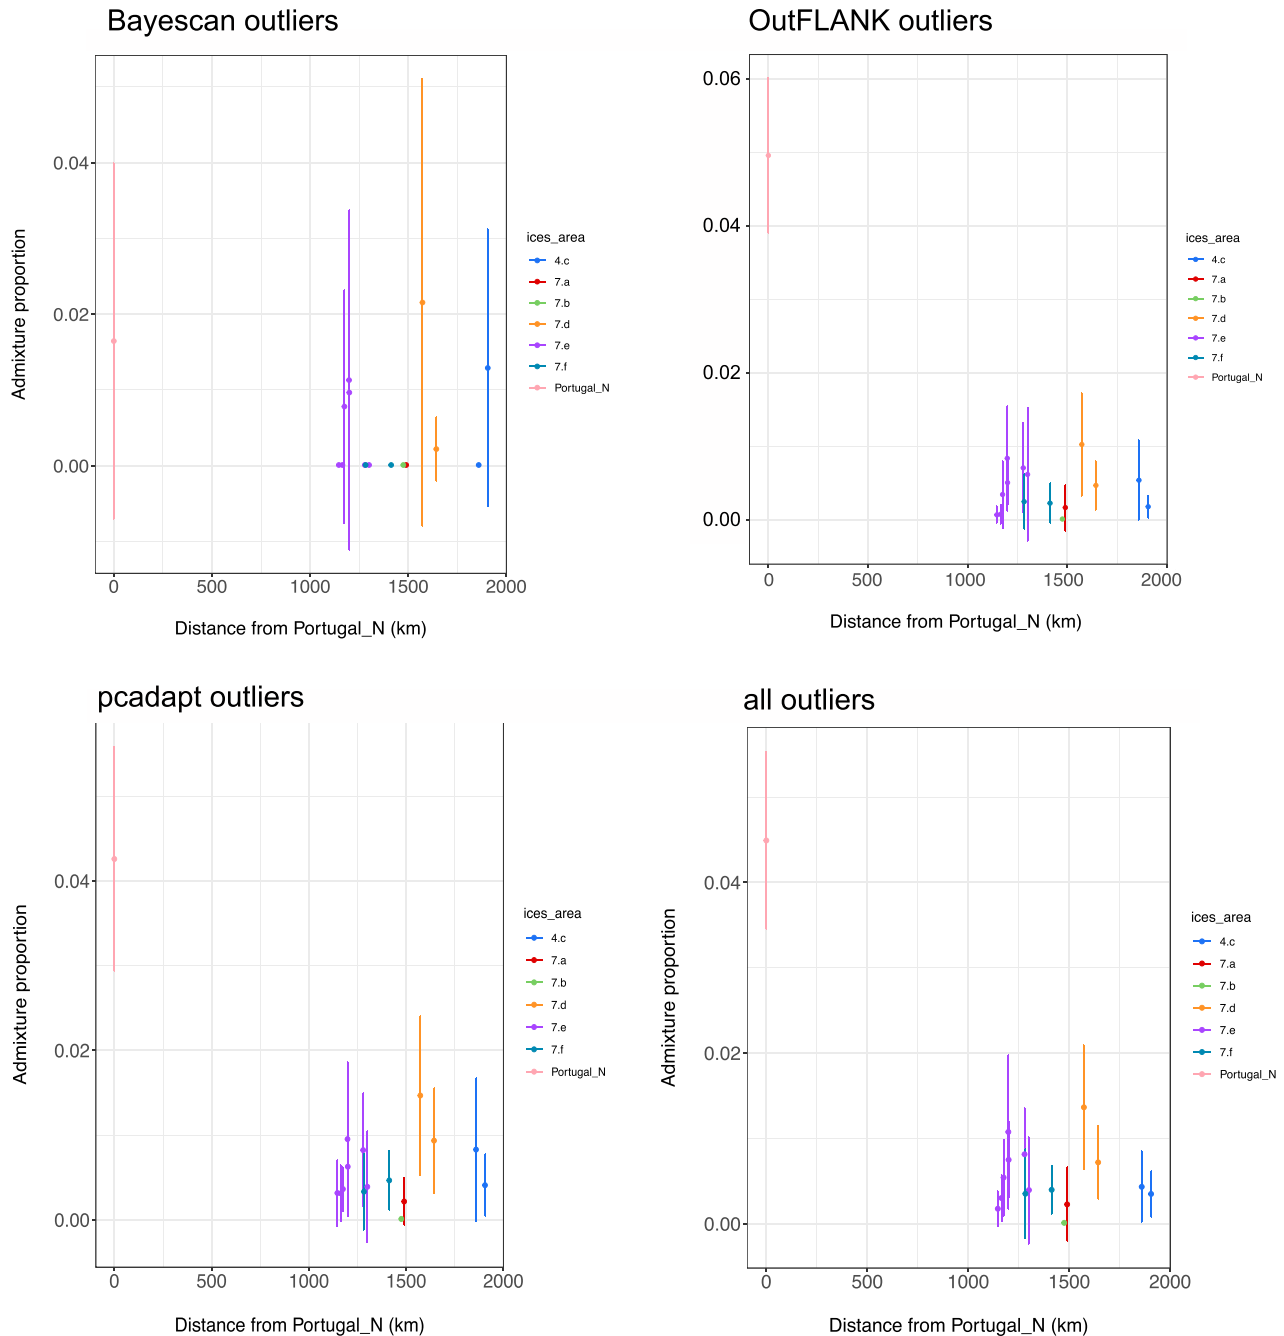 Bayescan outliers
Admixture proportion
0.04
0.02
0.00
0 500 1000 1500 2000
Distance from Portugal_N (km)
ices_area
4.c
7.a
7.b
7.d
7.e
7.f
Portugal_N
OutFLANK outliers
0.06
0.04
0.02
0.00
0 500 1000 1500 2000
Distance from Portugal_N (km)
ices_area
4.c
7.a
7.b
7.d
7.e
7.f
Portugal_N
pcadapt outliers
Admixture proportion
0.04
0.02
0.00
0 500 1000 1500 2000
Distance from Portugal_N (km)
ices_area
4.c
7.a
7.b
7.d
7.e
7.f
Portugal_N
all outliers
Admixture proportion
0.04
0.02
0.00
0 500 1000 1500 2000
Distance from Portugal_N (km)
ices_area
4.c
7.a
7.b
7.d
7.e
7.f
Portugal_N